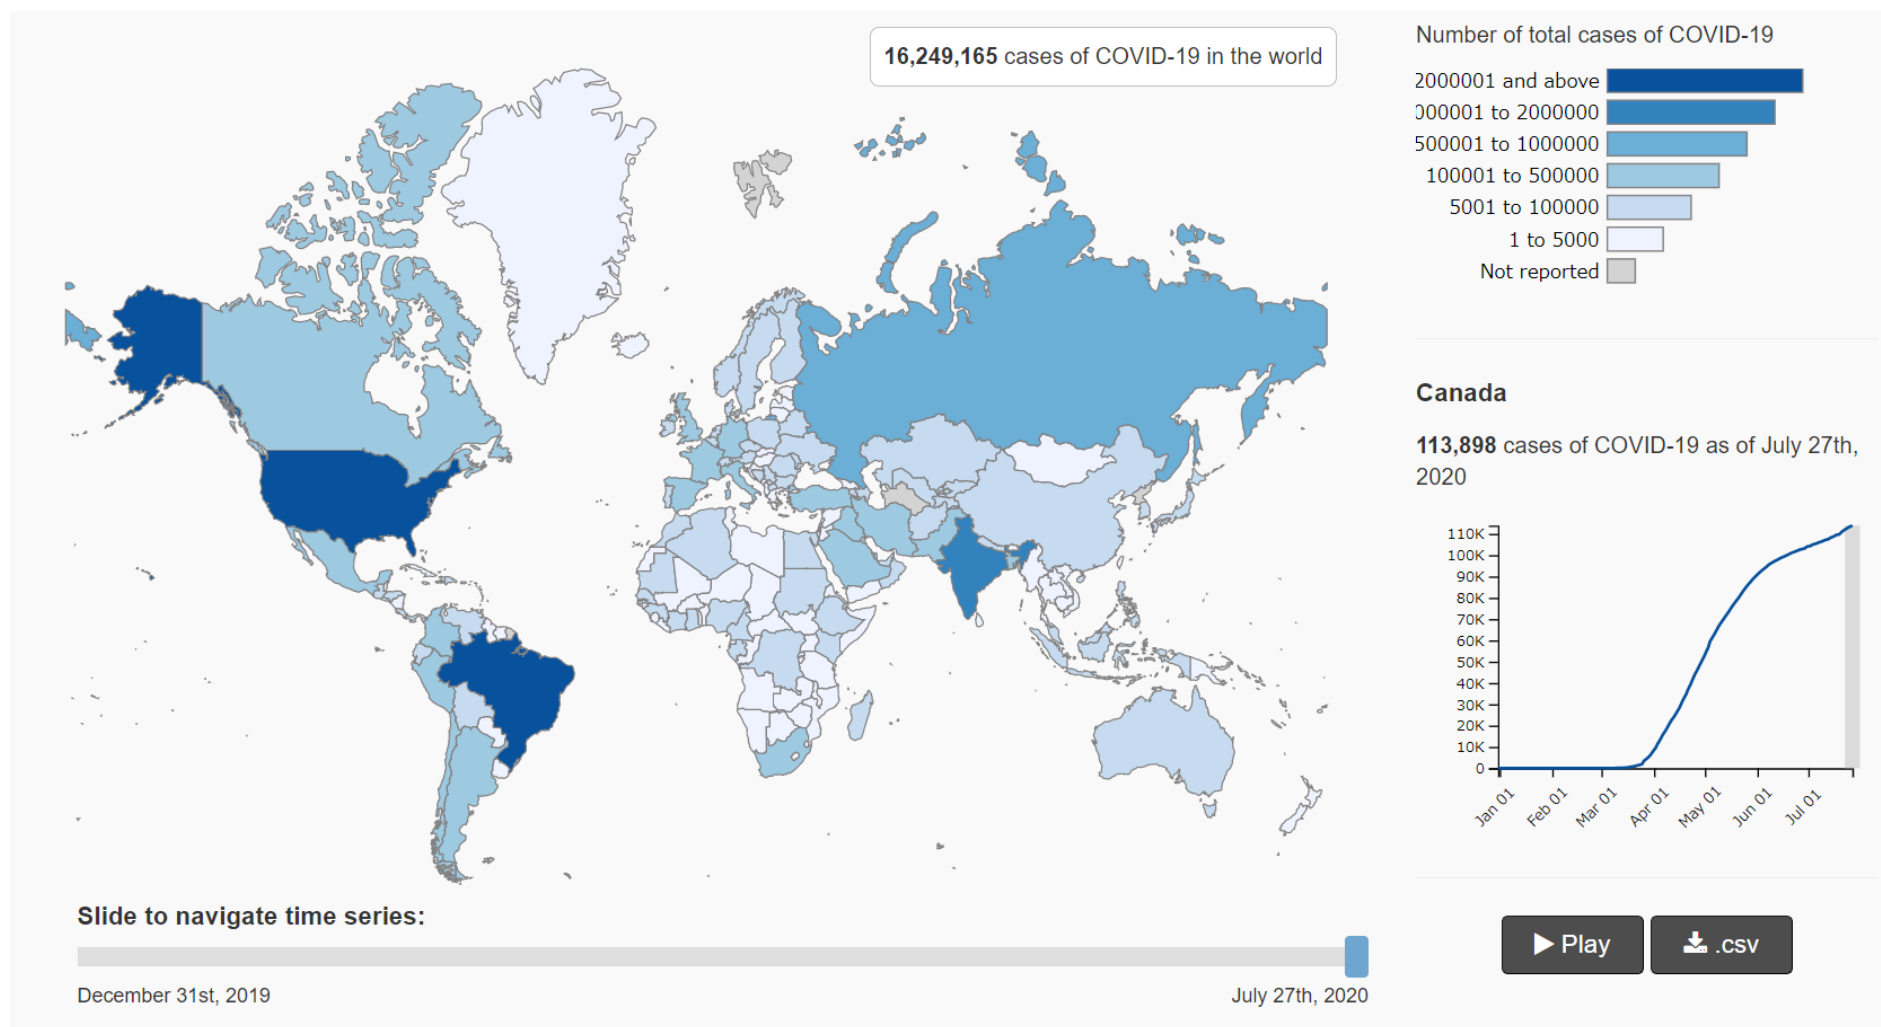 16,249,165 cases of COVID-19 in the world
Number of total cases of COVID-19
2000001 and above
000001 to 2000000
500001 to 1000000
100001 to 500000
5001 to 100000
1 to 5000
Not reported
Canada
113,898 cases of COVID-19 as of July 27th,
2020
110K
100K
90K
80K
70K
60K
50K
40K
30K
20K
10K
0
Jan 01
Feb 01
Mar 01
Apr 01
May 01
Jun 01
Jul 01
Slide to navigate time series:
December 31st, 2019
July 27th, 2020
Play
.csv